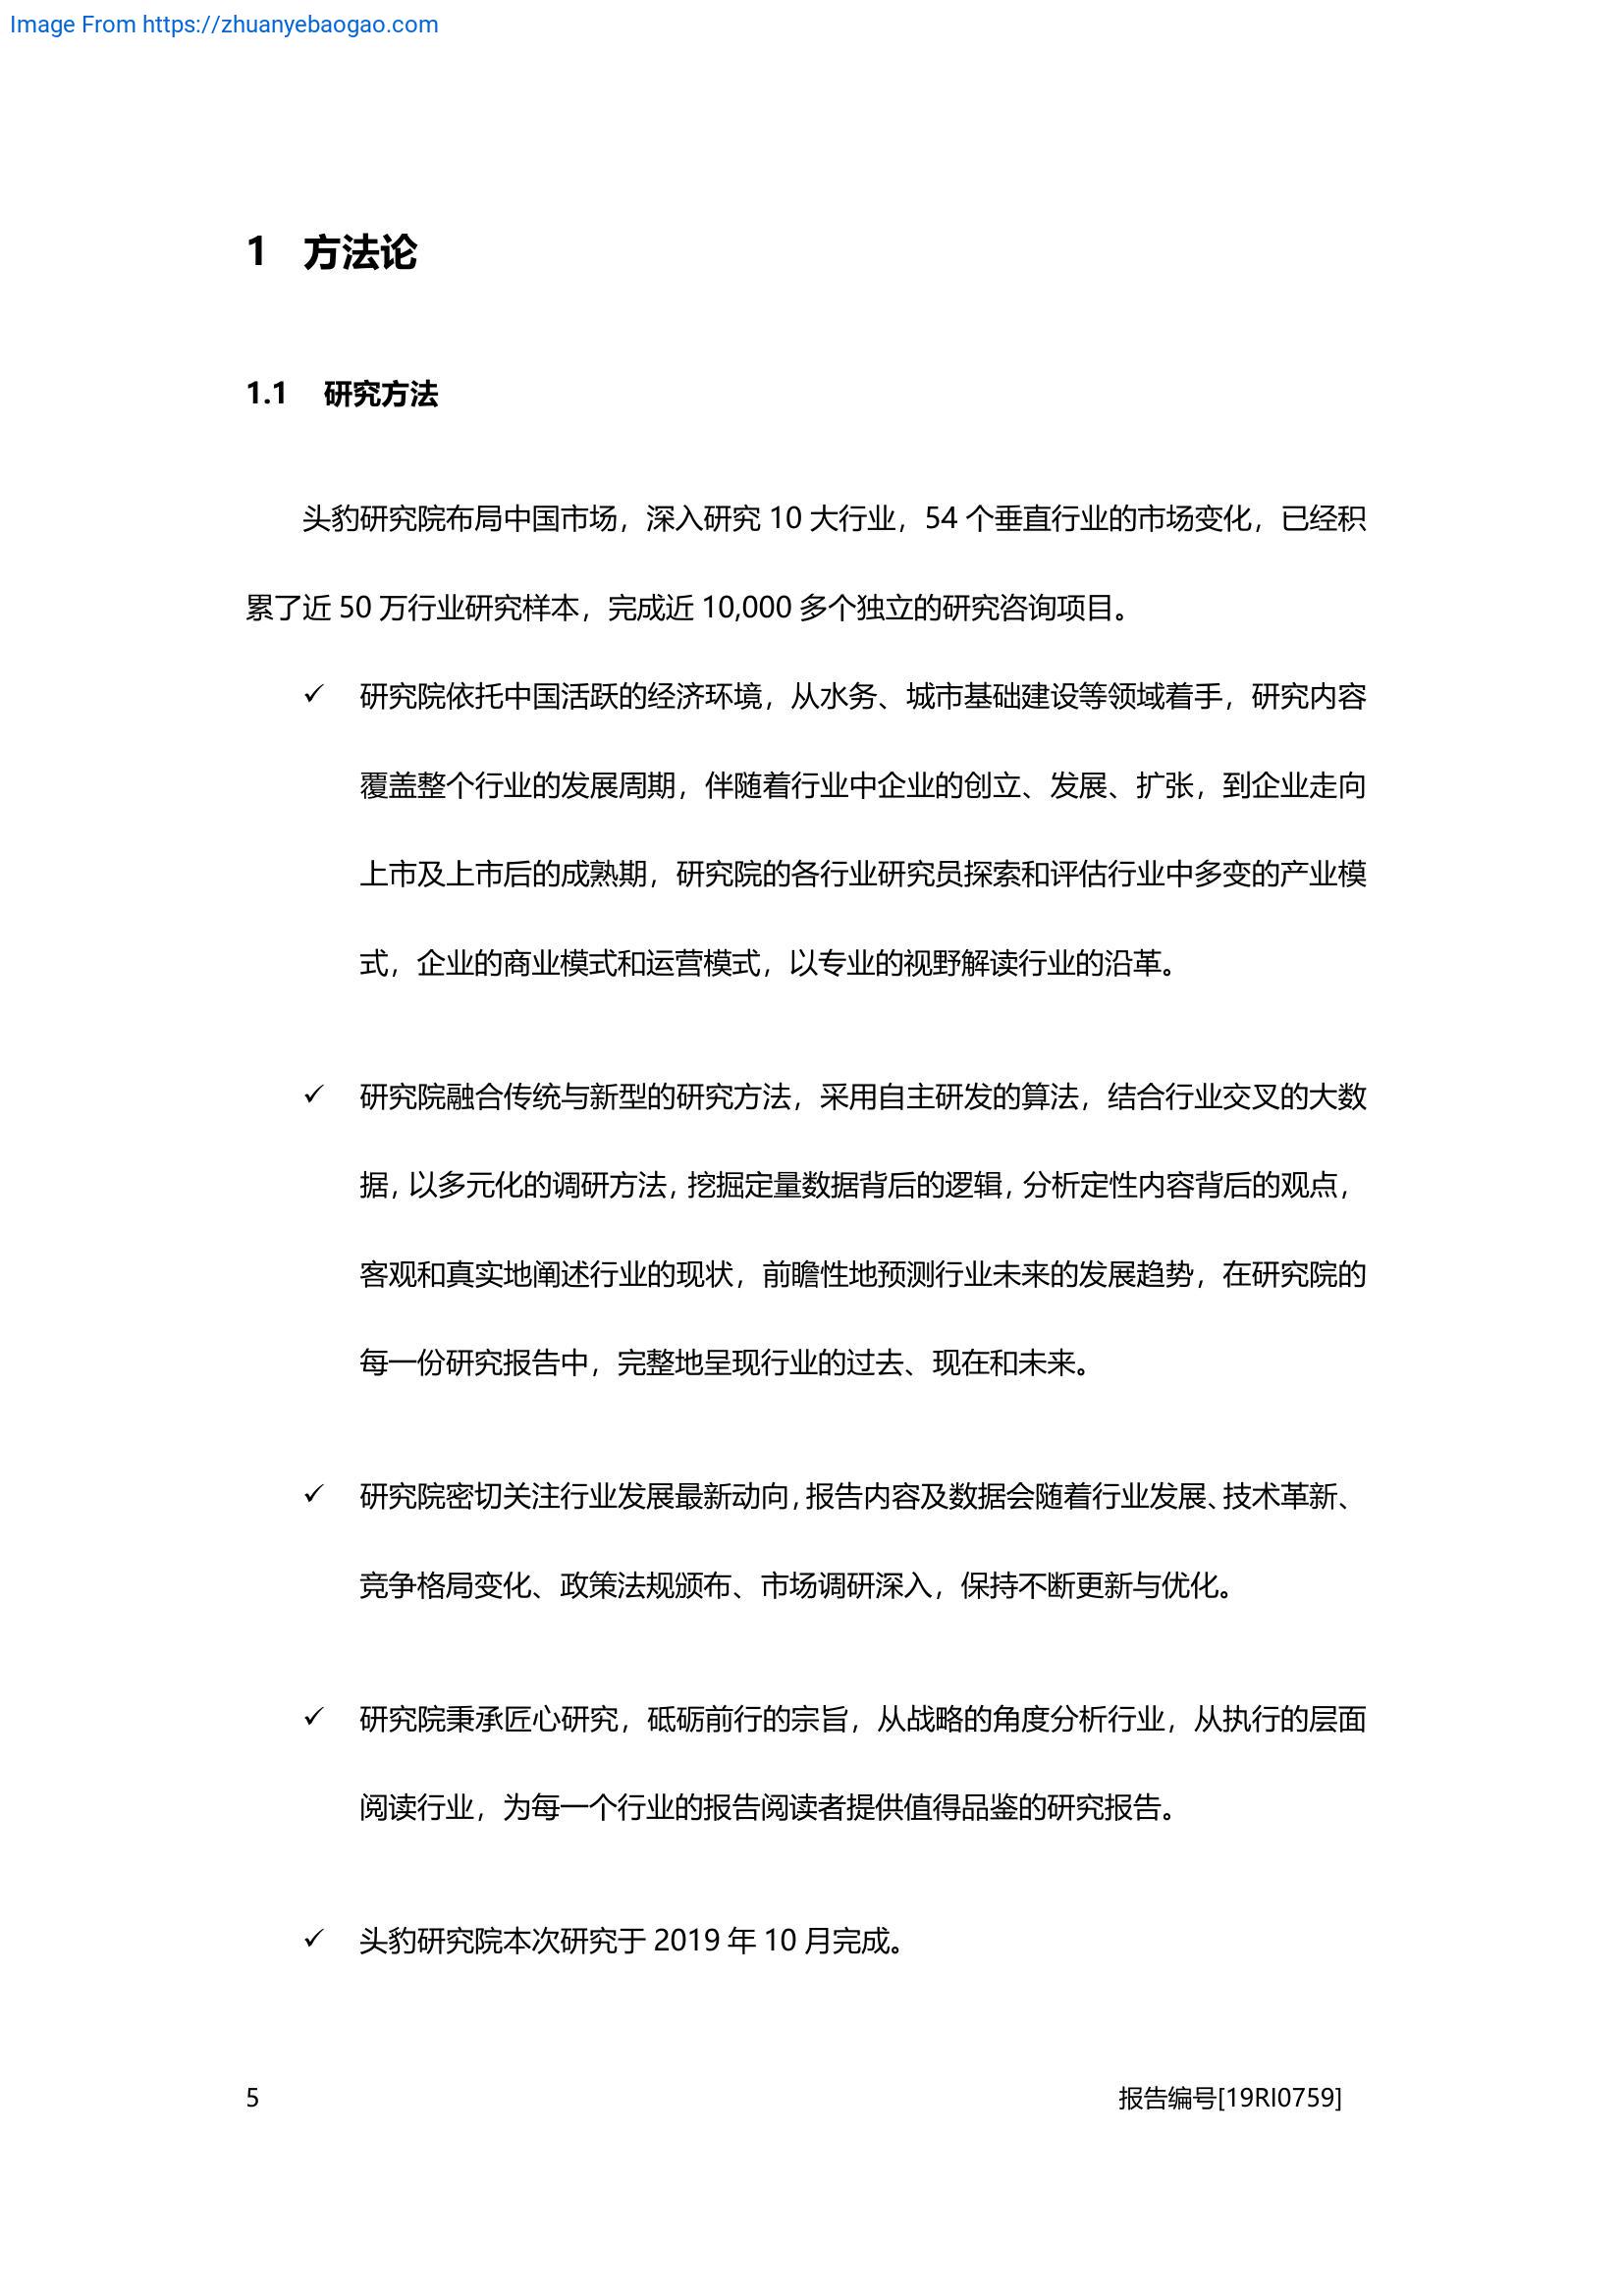 Image From https://zhuanyebaogao.com
1 方法论
1.1 研究方法
头豹研究院布局中国市场，深入研究 10 大行业，54 个垂直行业的市场变化，已经积
累了近 50 万行业研究样本，完成近 10,000 多个独立的研究咨询项目。
✓ 研究院依托中国活跃的经济环境，从水务、城市基础建设等领域着手，研究内容
覆盖整个行业的发展周期，伴随着行业中企业的创立、发展、扩张，到企业走向
上市及上市后的成熟期，研究院的各行业研究员探索和评估行业中多变的产业模
式，企业的商业模式和运营模式，以专业的视野解读行业的沿革。
✓ 研究院融合传统与新型的研究方法，采用自主研发的算法，结合行业交叉的大数
据，以多元化的调研方法，挖掘定量数据背后的逻辑，分析定性内容背后的观点，
客观和真实地阐述行业的现状，前瞻性地预测行业未来的发展趋势，在研究院的
每一份研究报告中，完整地呈现行业的过去、现在和未来。
✓ 研究院密切关注行业发展最新动向，报告内容及数据会随着行业发展、技术革新、
竞争格局变化、政策法规颁布、市场调研深入，保持不断更新与优化。
✓ 研究院秉承匠心研究，砥砺前行的宗旨，从战略的角度分析行业，从执行的层面
阅读行业，为每一个行业的报告阅读者提供值得品鉴的研究报告。
✓ 头豹研究院本次研究于 2019 年 10 月完成。
5 报告编号[19RI0759]